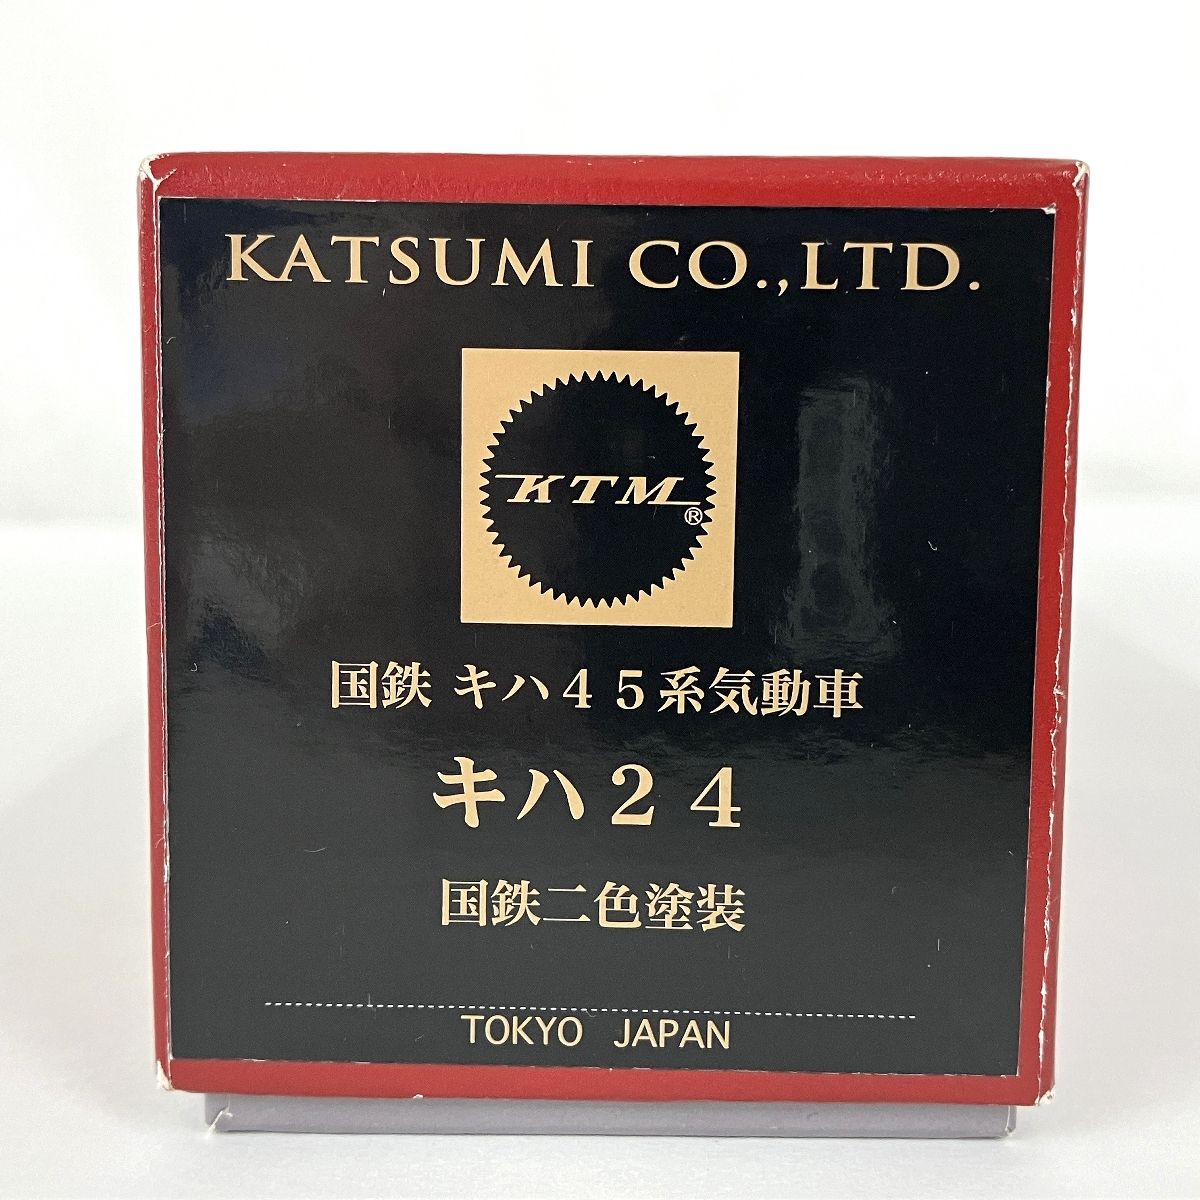 KATSUMI CO.,LTD.
KTM
®
国鉄 キハ４５系気動車
キハ２４
国鉄二色塗装
TOKYO JAPAN